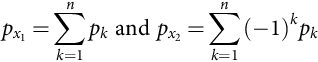 p_{x_1} = \sum_{k=1}^{n} p_k and p_{x_2} = \sum_{k=1}^{n} (-1)^k p_k